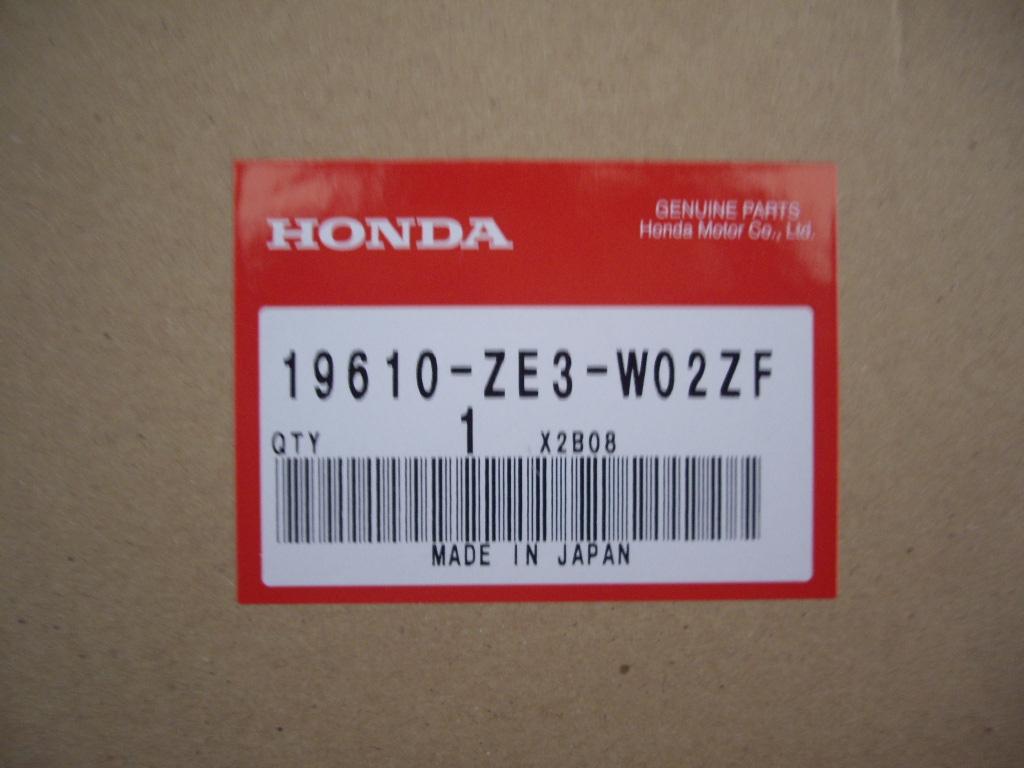 HONDA
GENUINE PARTS
Honda Motor Co., Ltd.
19610-ZE3-W02ZF
QTY 1 X2B08
MADE IN JAPAN